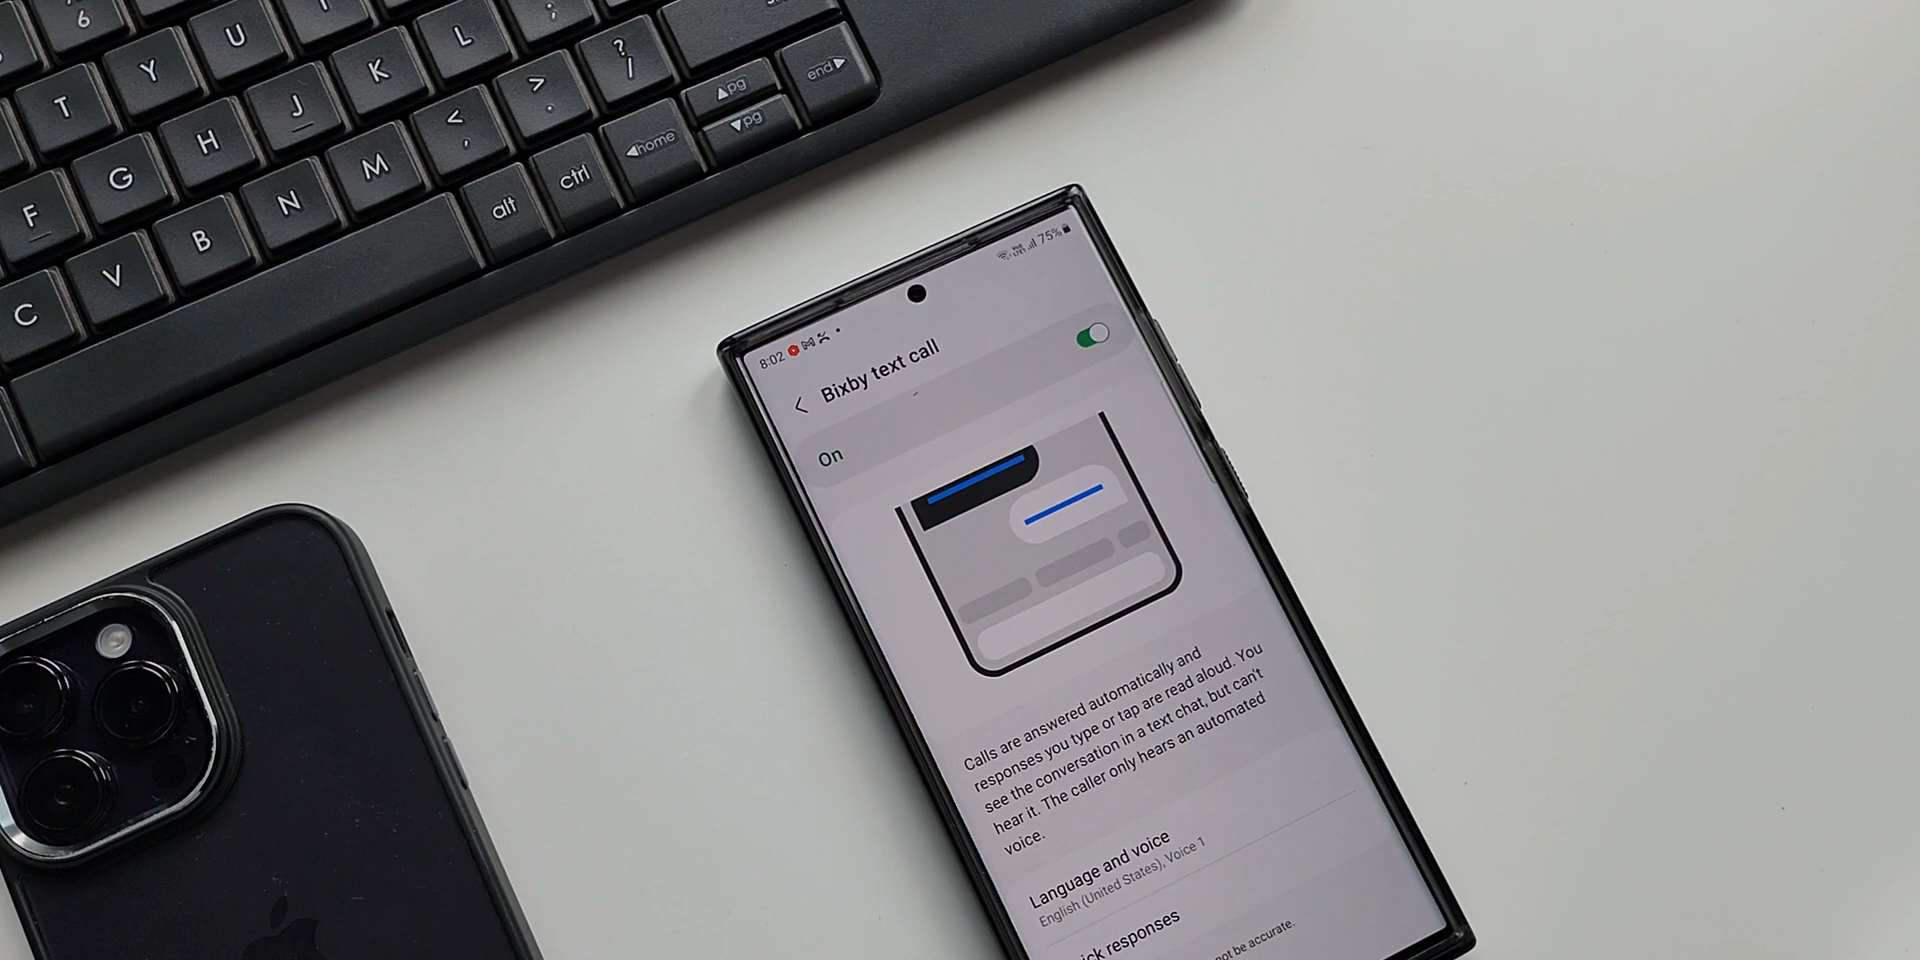 6
T Y U
L ;
F G H J K
? /
C V B N M < , > .
alt ctrl ◀home ▲pg ▼pg end▶
8:02
75%
Bixby text call
On
Calls are answered automatically and
responses you type or tap are read aloud. You
see the conversation in a text chat, but can't
hear it. The caller only hears an automated
voice.
Language and voice
English (United States), Voice 1
ick responses
not be accurate.